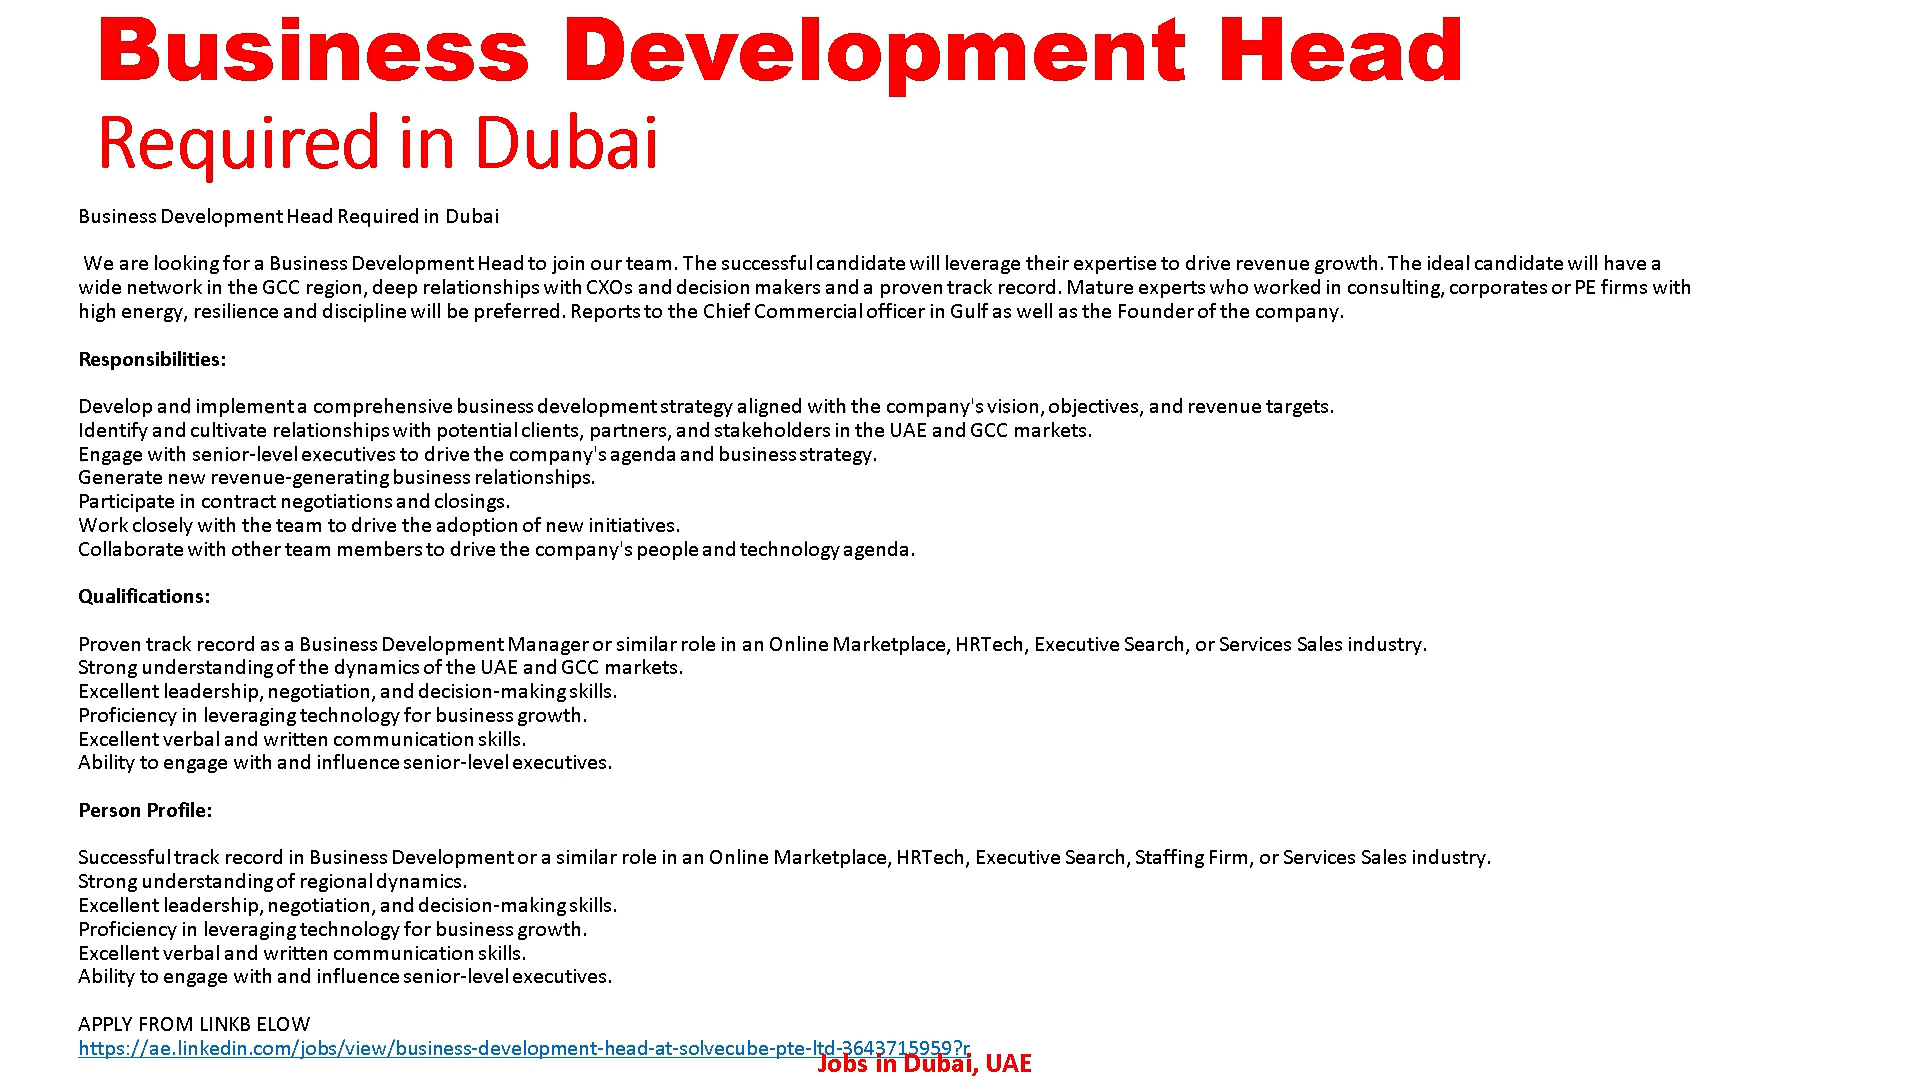 Business Development Head
Required in Dubai
Business Development Head Required in Dubai
We are looking for a Business Development Head to join our team. The successful candidate will leverage their expertise to drive revenue growth. The ideal candidate will have a
wide network in the GCC region, deep relationships with CXOs and decision makers and a proven track record. Mature experts who worked in consulting, corporates or PE firms with
high energy, resilience and discipline will be preferred. Reports to the Chief Commercial officer in Gulf as well as the Founder of the company.
Responsibilities:
Develop and implement a comprehensive business development strategy aligned with the company's vision, objectives, and revenue targets.
Identify and cultivate relationships with potential clients, partners, and stakeholders in the UAE and GCC markets.
Engage with senior-level executives to drive the company's agenda and business strategy.
Generate new revenue-generating business relationships.
Participate in contract negotiations and closings.
Work closely with the team to drive the adoption of new initiatives.
Collaborate with other team members to drive the company's people and technology agenda.
Qualifications:
Proven track record as a Business Development Manager or similar role in an Online Marketplace, HRTech, Executive Search, or Services Sales industry.
Strong understanding of the dynamics of the UAE and GCC markets.
Excellent leadership, negotiation, and decision-making skills.
Proficiency in leveraging technology for business growth.
Excellent verbal and written communication skills.
Ability to engage with and influence senior-level executives.
Person Profile:
Successful track record in Business Development or a similar role in an Online Marketplace, HRTech, Executive Search, Staffing Firm, or Services Sales industry.
Strong understanding of regional dynamics.
Excellent leadership, negotiation, and decision-making skills.
Proficiency in leveraging technology for business growth.
Excellent verbal and written communication skills.
Ability to engage with and influence senior-level executives.
APPLY FROM LINKB ELOW
https://ae.linkedin.com/jobs/view/business-development-head-at-solvecube-pte-ltd-3643715959?r
Jobs in Dubai, UAE